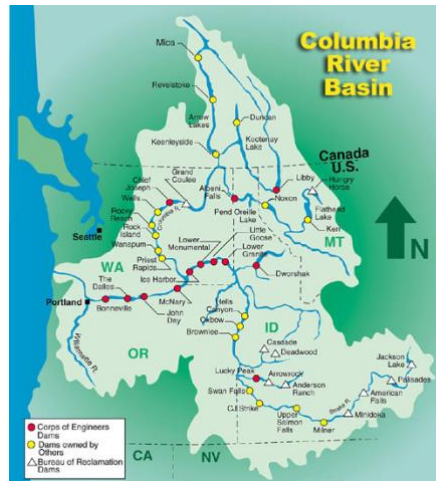 Columbia
River
Basin
Mica
Revelstoke
Duncan
Arrow
Lakes
Kootenay
Lake
Keenleyside
Canada
U.S.
Grand
Coulee
Libby
Hungry
Horse
Chief
Joseph
Albeni
Falls
Noxon
Wells
Rocky
Reach
Columbia R.
Pend Oreille
Lake
Flathead
Lake
Rock
Island
Seattle
Little
Goose
Kerr
Wanapum
Lower
Monumental
Lower
Granite
MT
N
WA
Priest
Rapids
Dworshak
The
Dalles
Ice Harbor
Portland
McNary
Hells
Canyon
Bonneville
John
Day
Oxbow
ID
Brownlee
Cascade
Jackson
Lake
Willamette R.
OR
Deadwood
Lucky Peak
Arrowrock
Palisades
Anderson
Ranch
American
Falls
Swan Falls
Snake R.
Minidoka
CJ Strike
Upper
Salmon
Falls
Milner
Corps of Engineers
Dams
Dams owned by
Others
Bureau of Reclamation
Dams
CA
NV